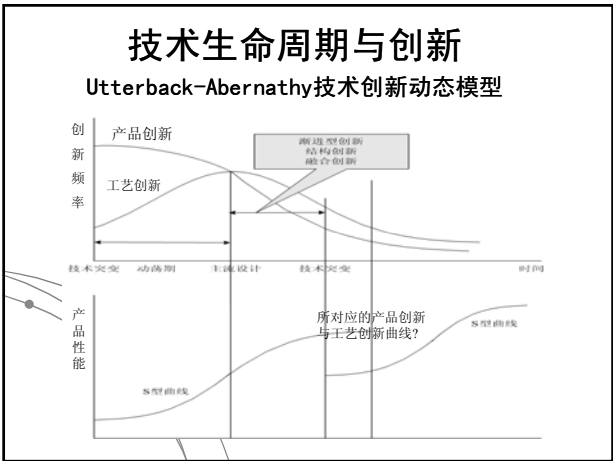 技术生命周期与创新
Utterback-Abernathy技术创新动态模型
创新频率
产品创新
工艺创新
渐进型创新
结构创新
融合创新
技术突变
动荡期
主流设计
技术突变
时间
产品性能
所对应的产品创新
与工艺创新曲线?
S型曲线
S型曲线